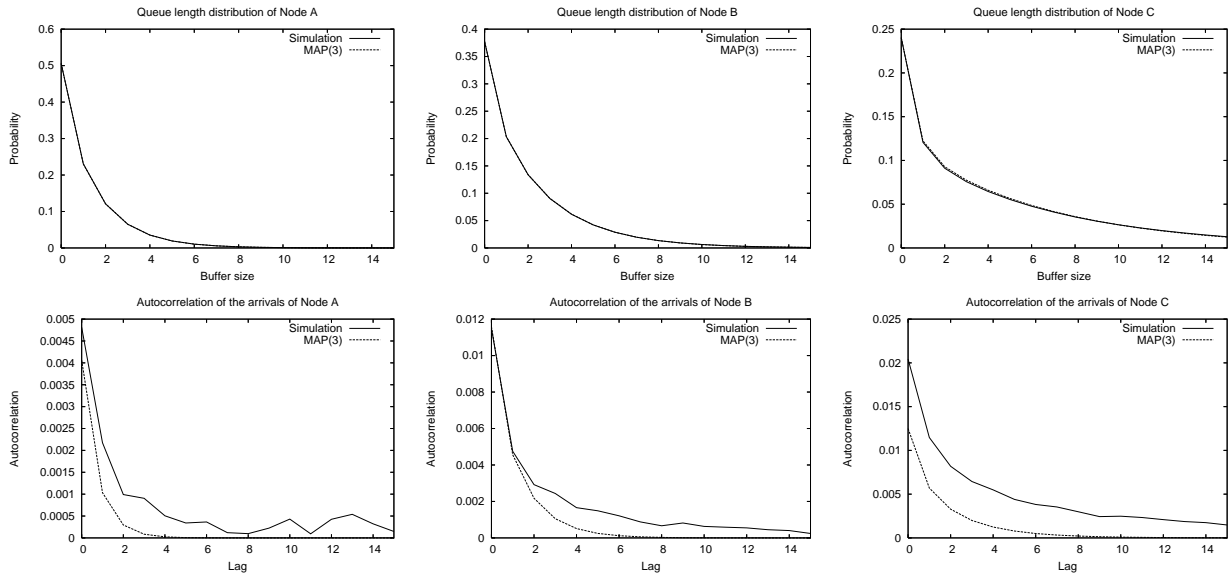 Queue length distribution of Node A
0.6
0.5
0.4
0.3
0.2
0.1
0
Probability
0 2 4 6 8 10 12 14
Buffer size
Simulation
MAP(3)
Queue length distribution of Node B
0.4
0.35
0.3
0.25
0.2
0.15
0.1
0.05
0
Probability
0 2 4 6 8 10 12 14
Buffer size
Simulation
MAP(3)
Queue length distribution of Node C
0.25
0.2
0.15
0.1
0.05
0
Probability
0 2 4 6 8 10 12 14
Buffer size
Simulation
MAP(3)
Autocorrelation of the arrivals of Node A
0.005
0.0045
0.004
0.0035
0.003
0.0025
0.002
0.0015
0.001
0.0005
0
Autocorrelation
0 2 4 6 8 10 12 14
Lag
Simulation
MAP(3)
Autocorrelation of the arrivals of Node B
0.012
0.01
0.008
0.006
0.004
0.002
0
Autocorrelation
0 2 4 6 8 10 12 14
Lag
Simulation
MAP(3)
Autocorrelation of the arrivals of Node C
0.025
0.02
0.015
0.01
0.005
0
Autocorrelation
0 2 4 6 8 10 12 14
Lag
Simulation
MAP(3)